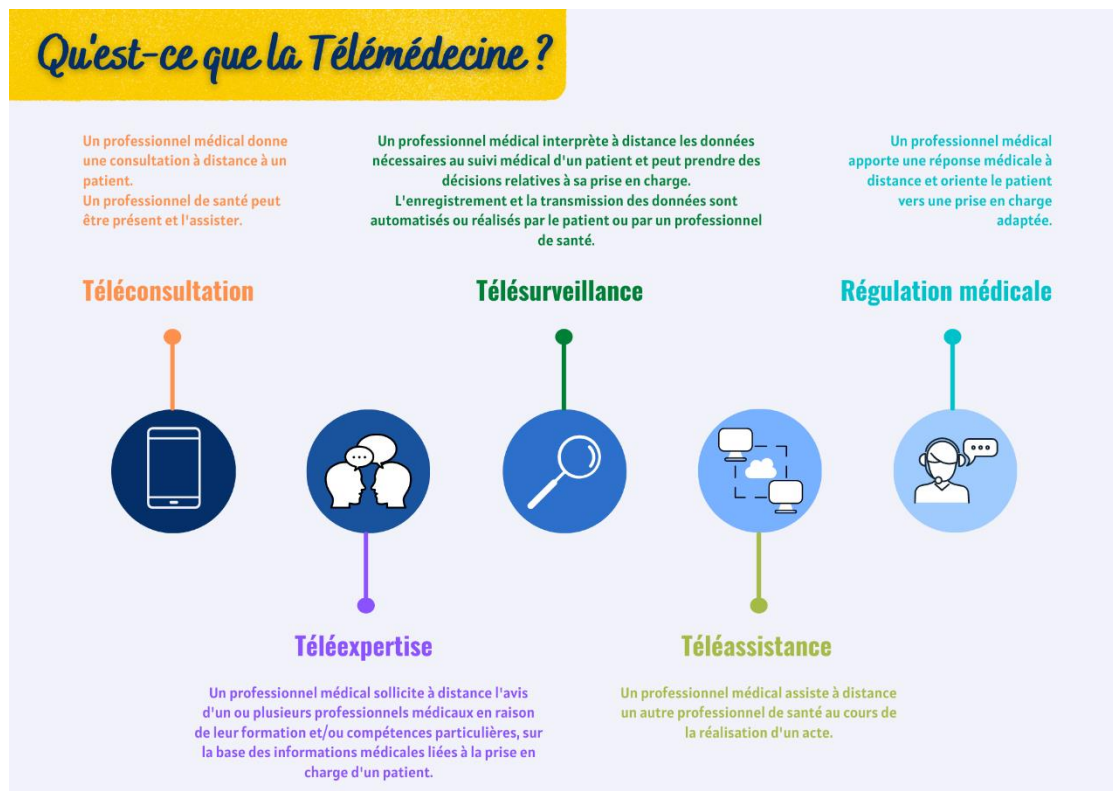 Qu'est-ce que la Télémédecine ?
Un professionnel médical donne
une consultation à distance à un
patient.
Un professionnel de santé peut
être présent et l'assister.
Téléconsultation
Un professionnel médical interprète à distance les données
nécessaires au suivi médical d'un patient et peut prendre des
décisions relatives à sa prise en charge.
L'enregistrement et la transmission des données sont
automatisés ou réalisés par le patient ou par un professionnel
de santé.
Télésurveillance
Un professionnel médical
apporte une réponse médicale à
distance et oriente le patient
vers une prise en charge
adaptée.
Régulation médicale
Téléexpertise
Un professionnel médical sollicite à distance l'avis
d'un ou plusieurs professionnels médicaux en raison
de leur formation et/ou compétences particulières, sur
la base des informations médicales liées à la prise en
charge d'un patient.
Téléassistance
Un professionnel médical assiste à distance
un autre professionnel de santé au cours de
la réalisation d'un acte.